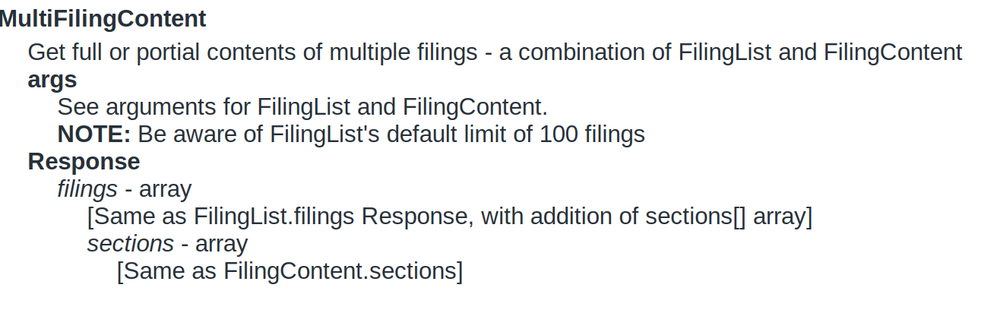 MultiFilingContent
Get full or partial contents of multiple filings - a combination of FilingList and FilingContent
args
See arguments for FilingList and FilingContent.
NOTE: Be aware of FilingList's default limit of 100 filings
Response
filings - array
[Same as FilingList.filings Response, with addition of sections[] array]
sections - array
[Same as FilingContent.sections]